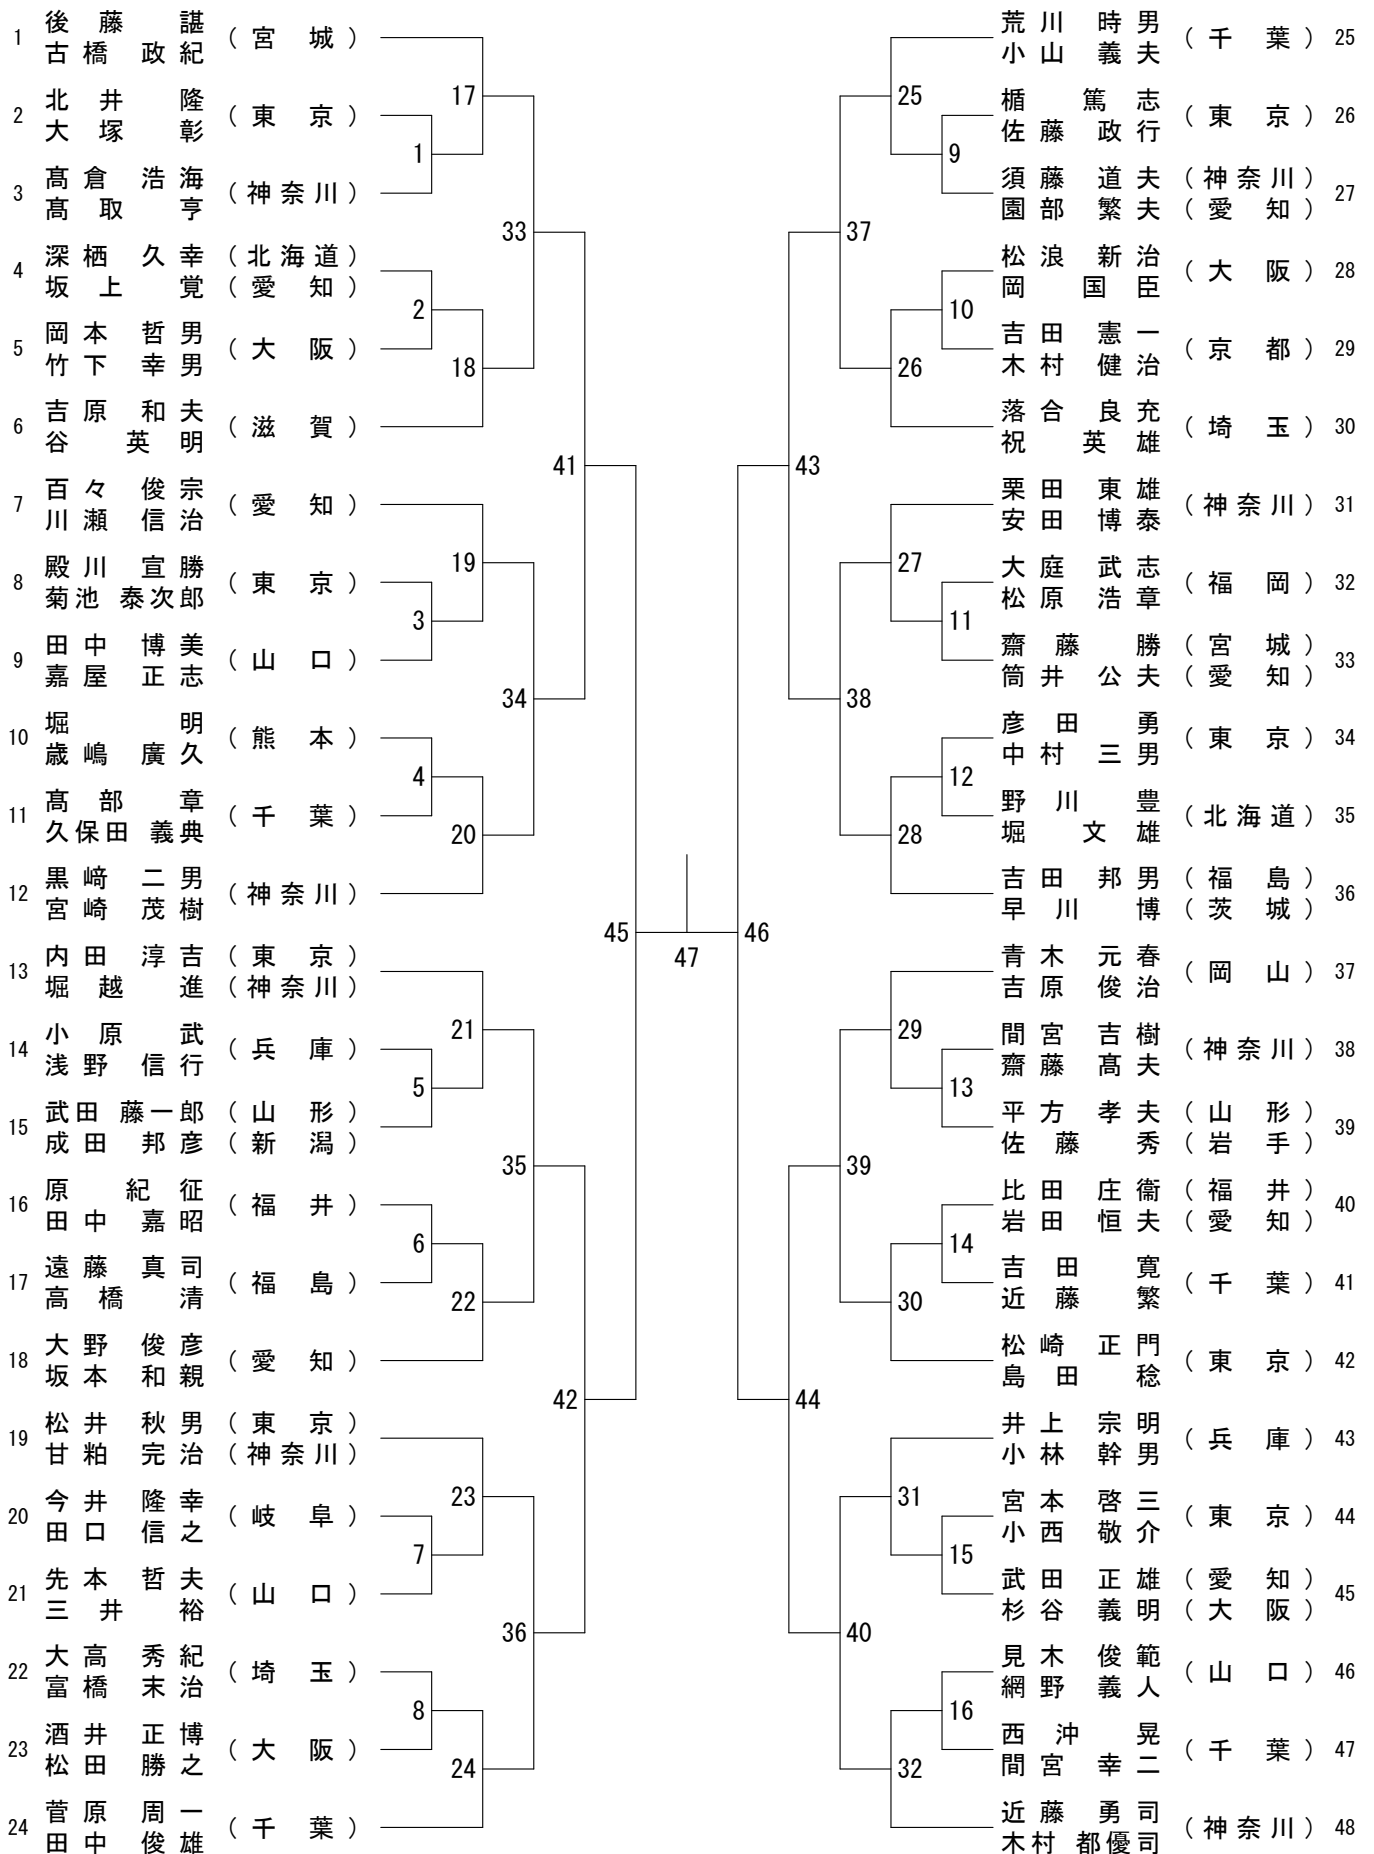 1 後藤 諶 (宮城)
古橋 政紀
2 北井 隆 (東京)
大塚 彰
3 髙倉 浩海 (神奈川)
髙取 亨
4 深栖 久幸 (北海道)
坂上 覚 (愛知)
5 岡本 哲男 (大阪)
竹下 幸男
6 吉原 和夫 (滋賀)
谷 英明
7 百々 俊宗 (愛知)
川瀬 信治
8 殿川 宣勝 (東京)
菊池 泰次郎
9 田中 博美 (山口)
嘉屋 正志
10 堀 明 (熊本)
歳嶋 廣久
11 髙部 章 (千葉)
久保田 義典
12 黒﨑 二男 (神奈川)
宮崎 茂樹
13 内田 淳吉 (東京)
堀越 進 (神奈川)
14 小原 武 (兵庫)
浅野 信行
15 武田 藤一郎 (山形)
成田 邦彦 (新潟)
16 原 紀征 (福井)
田中 嘉昭
17 遠藤 真司 (福島)
高橋 清
18 大野 俊彦 (愛知)
坂本 和親
19 松井 秋男 (東京)
甘粕 完治 (神奈川)
20 今井 隆幸 (岐阜)
田口 信之
21 先本 哲夫 (山口)
三井 裕
22 大高 秀紀 (埼玉)
富橋 末治
23 酒井 正博 (大阪)
松田 勝之
24 菅原 周一 (千葉)
田中 俊雄
1
2
3
4
5
6
7
8
17
18
19
20
21
22
23
24
33
34
35
36
41
42
45
47
46
43
44
37
38
39
40
25
26
27
28
29
30
31
32
9
10
11
12
13
14
15
16
荒川 時男 (千葉) 25
小山 義夫
楯 篤志 (東京) 26
佐藤 政行
須藤 道夫 (神奈川) 27
園部 繁夫 (愛知)
松浪 新治 (大阪) 28
岡 国臣
吉田 憲一 (京都) 29
木村 健治
落合 良充 (埼玉) 30
祝 英雄
栗田 東雄 (神奈川) 31
安田 博泰
大庭 武志 (福岡) 32
松原 浩章
齋藤 勝 (宮城) 33
筒井 公夫 (愛知)
彦田 勇 (東京) 34
中村 三男
野川 豊 (北海道) 35
堀 文雄
吉田 邦男 (福島) 36
早川 博 (茨城)
青木 元春 (岡山) 37
吉原 俊治
間宮 吉樹 (神奈川) 38
齋藤 髙夫
平方 孝夫 (山形) 39
佐藤 秀 (岩手)
比田 庄衞 (福井) 40
岩田 恒夫 (愛知)
吉田 寛 (千葉) 41
近藤 繁
松崎 正門 (東京) 42
島田 稔
井上 宗明 (兵庫) 43
小林 幹男
宮本 啓三 (東京) 44
小西 敬介
武田 正雄 (愛知) 45
杉谷 義明 (大阪)
見木 俊範 (山口) 46
網野 義人
西沖 晃 (千葉) 47
間宮 幸二
近藤 勇司 (神奈川) 48
木村 都優司